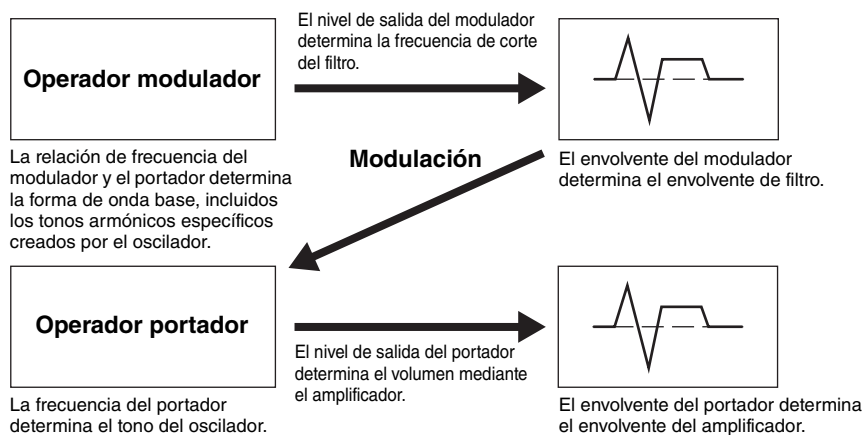 El nivel de salida del modulador
determina la frecuencia de corte
del filtro.
Operador modulador
La relación de frecuencia del
modulador y el portador determina
la forma de onda base, incluidos
los tonos armónicos específicos
creados por el oscilador.
Modulación
El envolvente del modulador
determina el envolvente de filtro.
Operador portador
El nivel de salida del portador
determina el volumen mediante
el amplificador.
La frecuencia del portador
determina el tono del oscilador.
El envolvente del portador determina
el envolvente del amplificador.